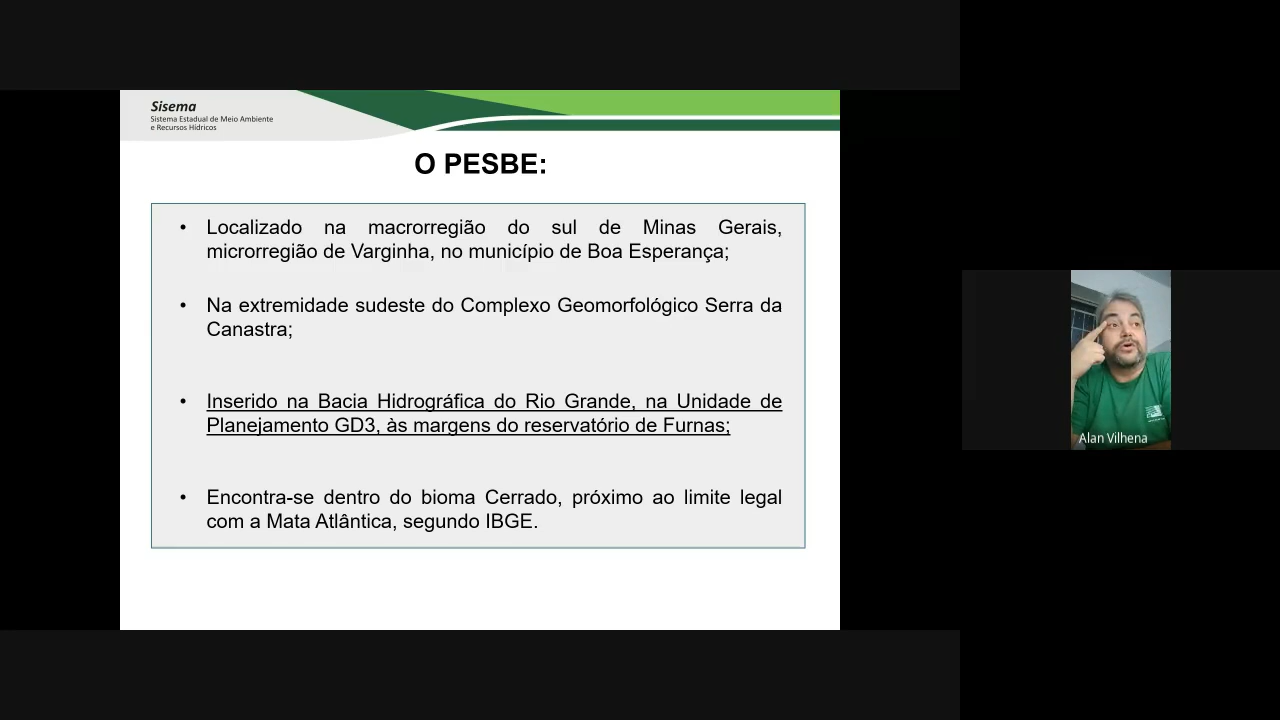 Sisema
Sistema Estadual de Meio Ambiente
e Recursos Hídricos
O PESBE:
• Localizado na macrorregião do sul de Minas Gerais,
microrregião de Varginha, no município de Boa Esperança;
• Na extremidade sudeste do Complexo Geomorfológico Serra da
Canastra;
• Inserido na Bacia Hidrográfica do Rio Grande, na Unidade de
Planejamento GD3, às margens do reservatório de Furnas;
• Encontra-se dentro do bioma Cerrado, próximo ao limite legal
com a Mata Atlântica, segundo IBGE.
Alan Vilhena